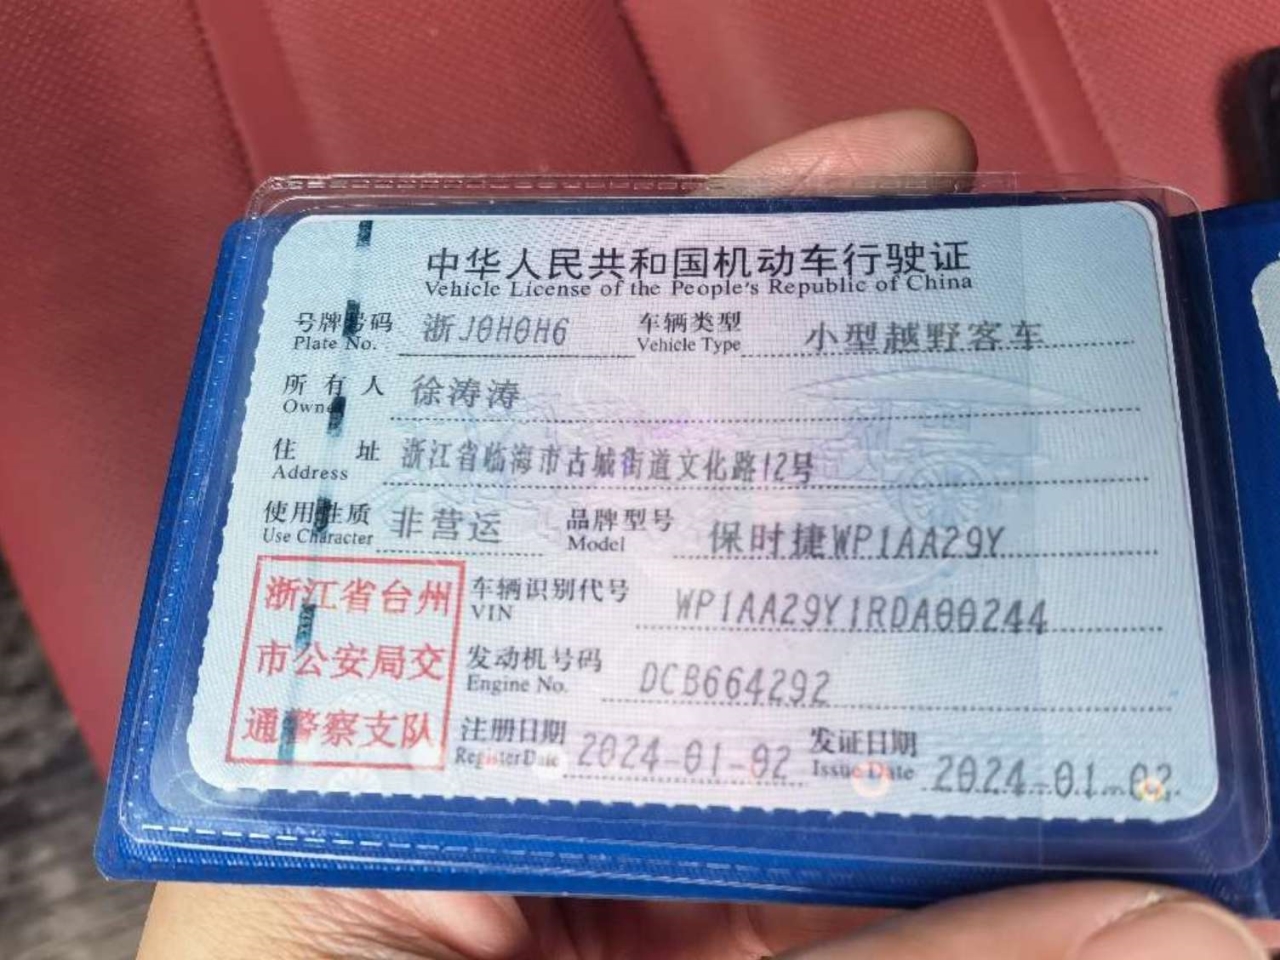 中华人民共和国机动车行驶证
Vehicle License of the People's Republic of China
号牌号码 浙J0H0H6 车辆类型 小型越野客车
Plate No. Vehicle Type
所有人 徐涛涛
Owner
住址 浙江省临海市古城街道文化路12号
Address
使用性质 非营运 品牌型号 保时捷WP1AA29Y
Use Character Model
浙江省台州
市公安局交
通警察支队
车辆识别代号 WP1AA29Y1RDA00244
VIN
发动机号码 DCB664292
Engine No.
注册日期 2024-01-02 发证日期 2024-01-02
Register Date Issue Date